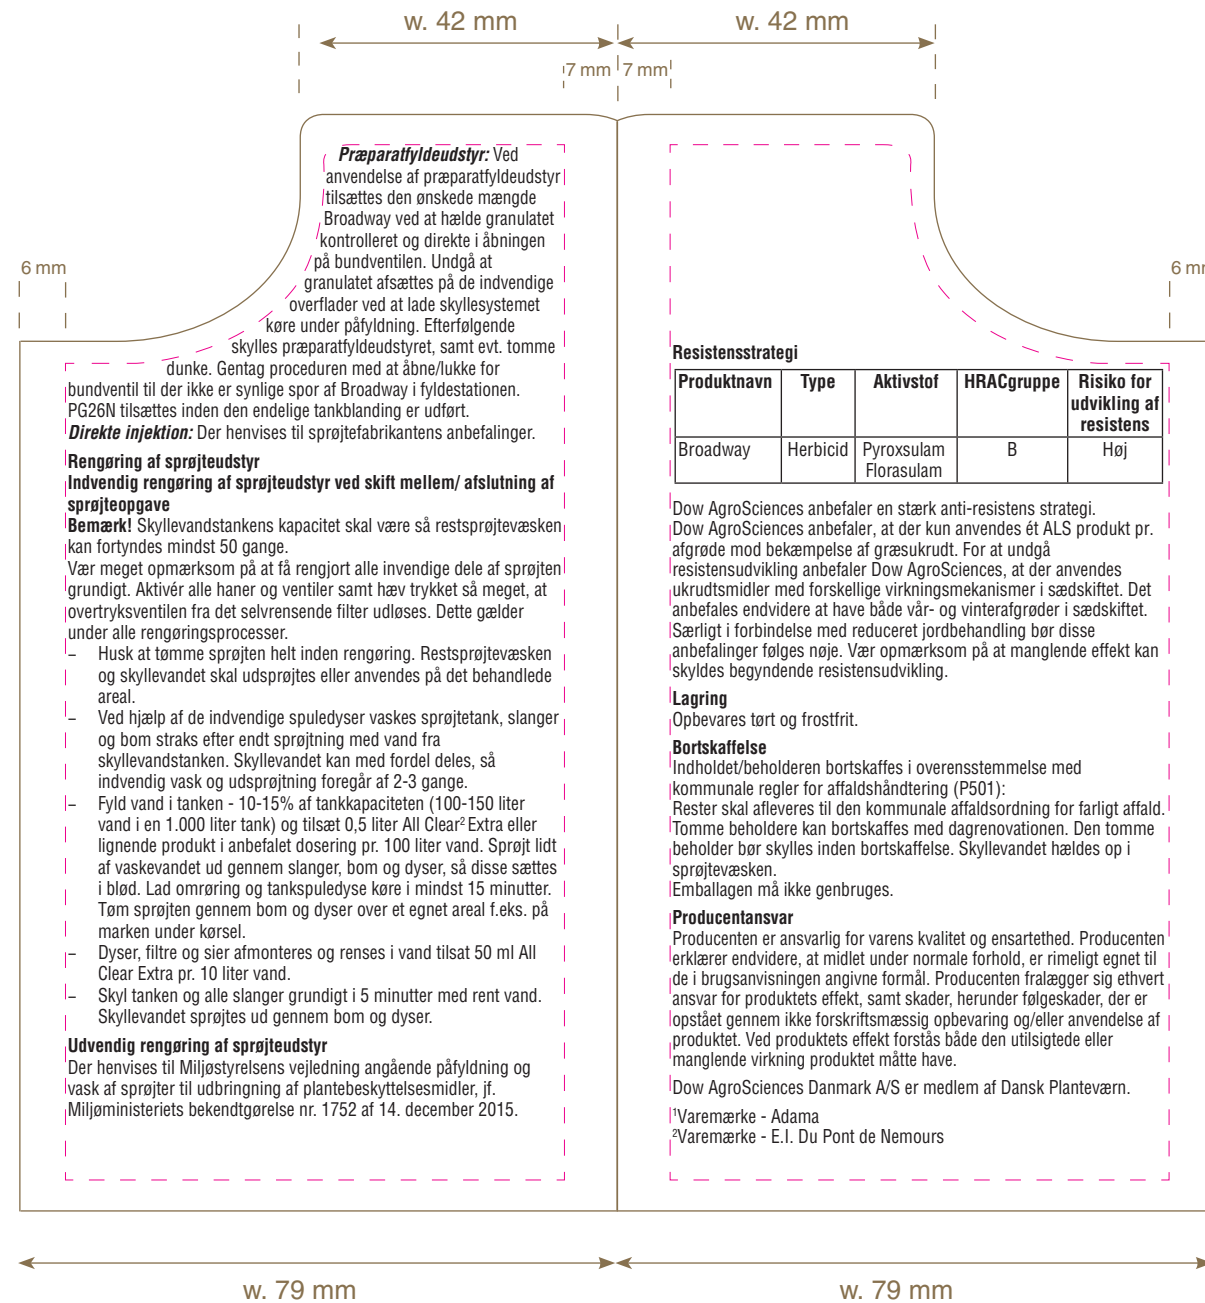 w. 42 mm
w. 42 mm
7 mm
7 mm
6 mm
Præparatfyldeudstyr: Ved
anvendelse af præparatfyldeudstyr
tilsættes den ønskede mængde
Broadway ved at hælde granulatet
kontrolleret og direkte i åbningen
på bundventilen. Undgå at
granulatet afsættes på de indvendige
overflader ved at lade skyllesystemet
køre under påfyldning. Efterfølgende
skylles præparatfyldeudstyret, samt evt. tomme
dunke. Gentag proceduren med at åbne/lukke for
bundventil til der ikke er synlige spor af Broadway i fyldestationen.
PG26N tilsættes inden den endelige tankblanding er udført.
Direkte injektion: Der henvises til sprøjtefabrikantens anbefalinger.
Rengøring af sprøjteudstyr
Indvendig rengøring af sprøjteudstyr ved skift mellem/ afslutning af
sprøjteopgave
Bemærk! Skyllevandstankens kapacitet skal være så restsprøjtevæsken
kan fortyndes mindst 50 gange.
Vær meget opmærksom på at få rengjort alle invendige dele af sprøjten
grundigt. Aktivér alle haner og ventiler samt hæv trykket så meget, at
overtryksventilen fra det selvrensende filter udløses. Dette gælder
under alle rengøringsprocesser.
– Husk at tømme sprøjten helt inden rengøring. Restsprøjtevæsken
og skyllevandet skal udsprøjtes eller anvendes på det behandlede
areal.
– Ved hjælp af de indvendige spuledyser vaskes sprøjtetank, slanger
og bom straks efter endt sprøjtning med vand fra
skyllevandstanken. Skyllevandet kan med fordel deles, så
indvendig vask og udsprøjtning foregår af 2-3 gange.
– Fyld vand i tanken - 10-15% af tankkapaciteten (100-150 liter
vand i en 1.000 liter tank) og tilsæt 0,5 liter All Clear² Extra eller
lignende produkt i anbefalet dosering pr. 100 liter vand. Sprøjt lidt
af vaskevandet ud gennem slanger, bom og dyser, så disse sættes
i blød. Lad omrøring og tankspuledyse køre i mindst 15 minutter.
Tøm sprøjten gennem bom og dyser over et egnet areal f.eks. på
marken under kørsel.
– Dyser, filtre og sier afmonteres og renses i vand tilsat 50 ml All
Clear Extra pr. 10 liter vand.
– Skyl tanken og alle slanger grundigt i 5 minutter med rent vand.
Skyllevandet sprøjtes ud gennem bom og dyser.
Udvendig rengøring af sprøjteudstyr
Der henvises til Miljøstyrelsens vejledning angående påfyldning og
vask af sprøjter til udbringning af plantebeskyttelsesmidler, jf.
Miljøministeriets bekendtgørelse nr. 1752 af 14. december 2015.
6 m
Resistensstrategi
Produktnavn Type Aktivstof HRACgruppe Risiko for
udvikling af
resistens
Broadway Herbicid Pyroxsulam B Høj
Florasulam
Dow AgroSciences anbefaler en stærk anti-resistens strategi.
Dow AgroSciences anbefaler, at der kun anvendes ét ALS produkt pr.
afgrøde mod bekæmpelse af græsukrudt. For at undgå
resistensudvikling anbefaler Dow AgroSciences, at der anvendes
ukrudtsmidler med forskellige virkningsmekanismer i sædskiftet. Det
anbefales endvidere at have både vår- og vinterafgrøder i sædskiftet.
Særligt i forbindelse med reduceret jordbehandling bør disse
anbefalinger følges nøje. Vær opmærksom på at manglende effekt kan
skyldes begyndende resistensudvikling.
Lagring
Opbevares tørt og frostfrit.
Bortskaffelse
Indholdet/beholderen bortskaffes i overensstemmelse med
kommunale regler for affaldshåndtering (P501):
Rester skal afleveres til den kommunale affaldsordning for farligt affald.
Tomme beholdere kan bortskaffes med dagrenovationen. Den tomme
beholder bør skylles inden bortskaffelse. Skyllevandet hældes op i
sprøjtevæsken.
Emballagen må ikke genbruges.
Producentansvar
Producenten er ansvarlig for varens kvalitet og ensartethed. Producenten
erklærer endvidere, at midlet under normale forhold, er rimeligt egnet til
de i brugsanvisningen angivne formål. Producenten fralægger sig ethvert
ansvar for produktets effekt, samt skader, herunder følgeskader, der er
opstået gennem ikke forskriftsmæssig opbevaring og/eller anvendelse af
produktet. Ved produktets effekt forstås både den utilsigtede eller
manglende virkning produktet måtte have.
Dow AgroSciences Danmark A/S er medlem af Dansk Planteværn.
¹Varemærke - Adama
²Varemærke - E.I. Du Pont de Nemours
w. 79 mm
w. 79 mm